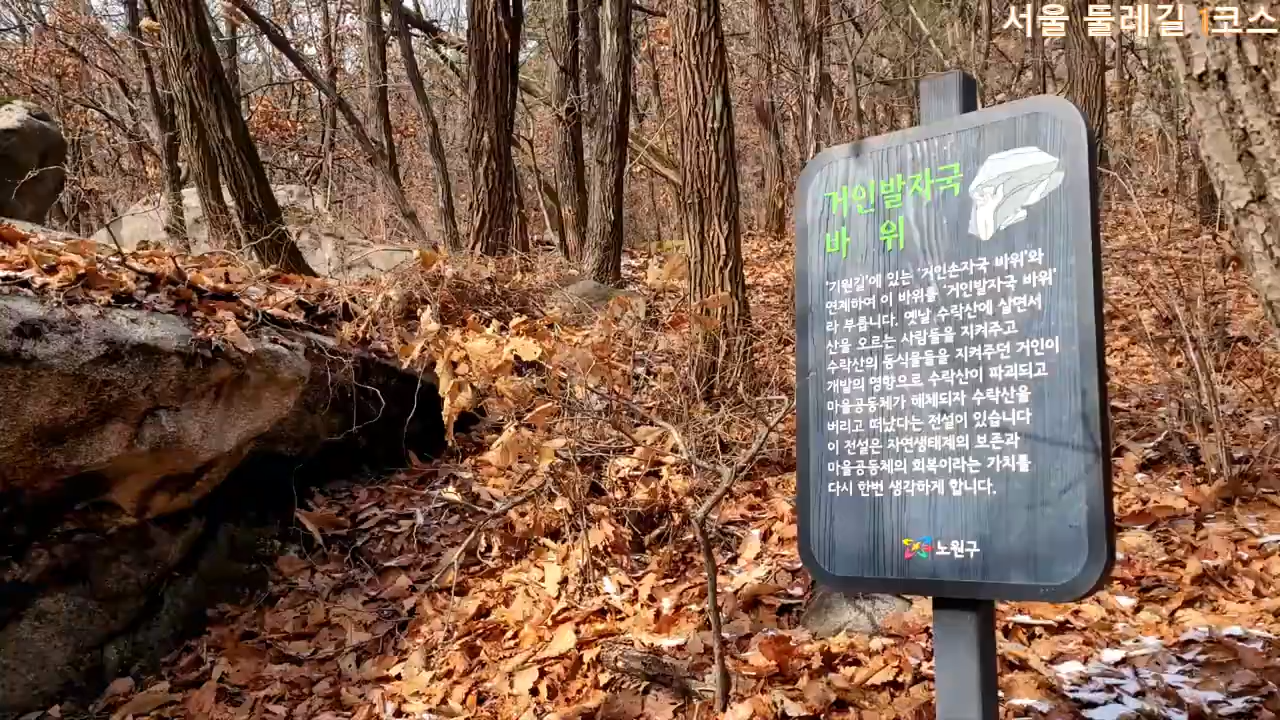 서울 둘레길 1코스
거인발자국
바 위
'기원길'에 있는 '거인손자국 바위'와
연계하여 이 바위를 '거인발자국 바위'
라 부릅니다. 옛날 수락산에 살면서
산을 오르는 사람들을 지켜주고
수락산의 동식물들을 지켜주던 거인이
개발의 영향으로 수락산이 파괴되고
마을공동체가 해체되자 수락산을
버리고 떠났다는 전설이 있습니다
이 전설은 자연생태계의 보존과
마을공동체의 회복이라는 가치를
다시 한번 생각하게 합니다.
노원구